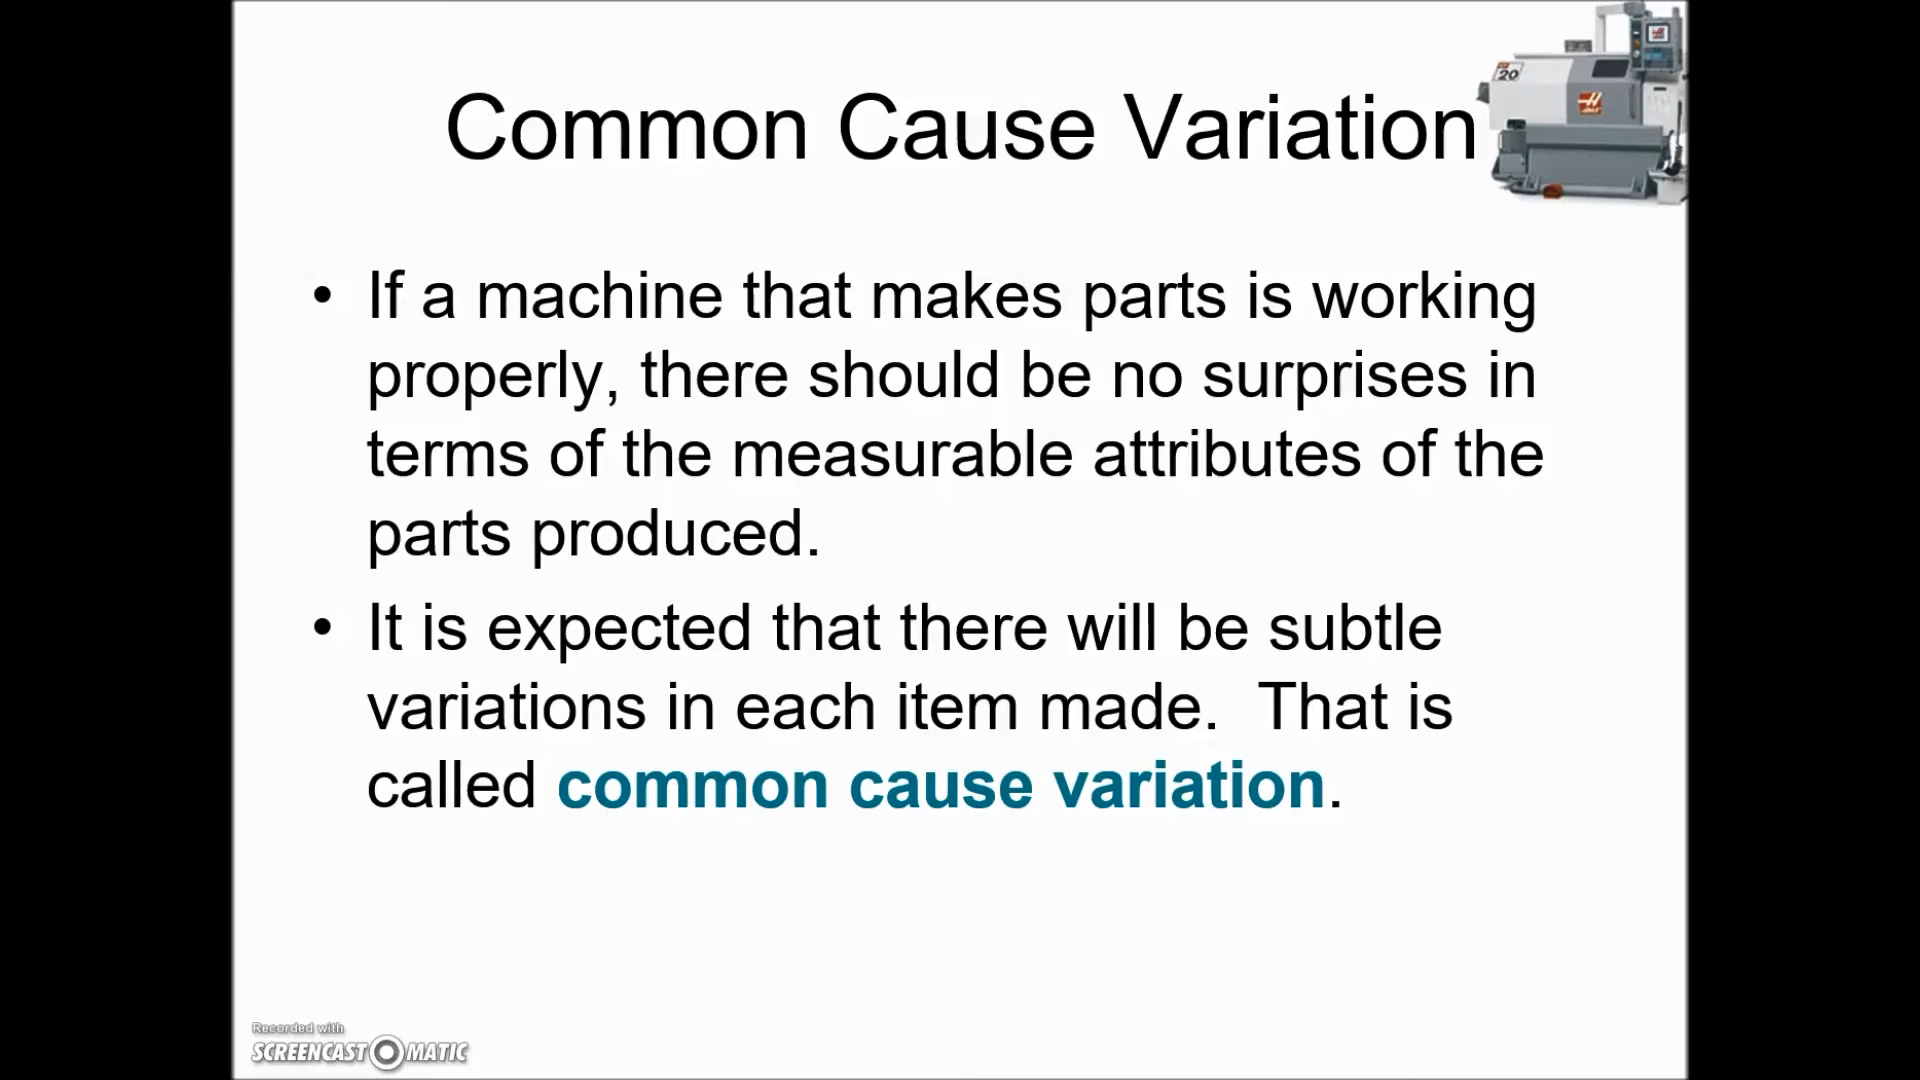 Common Cause Variation
20
• If a machine that makes parts is working
properly, there should be no surprises in
terms of the measurable attributes of the
parts produced.
• It is expected that there will be subtle
variations in each item made.  That is
called common cause variation.
Recorded with
SCREENCAST-O-MATIC